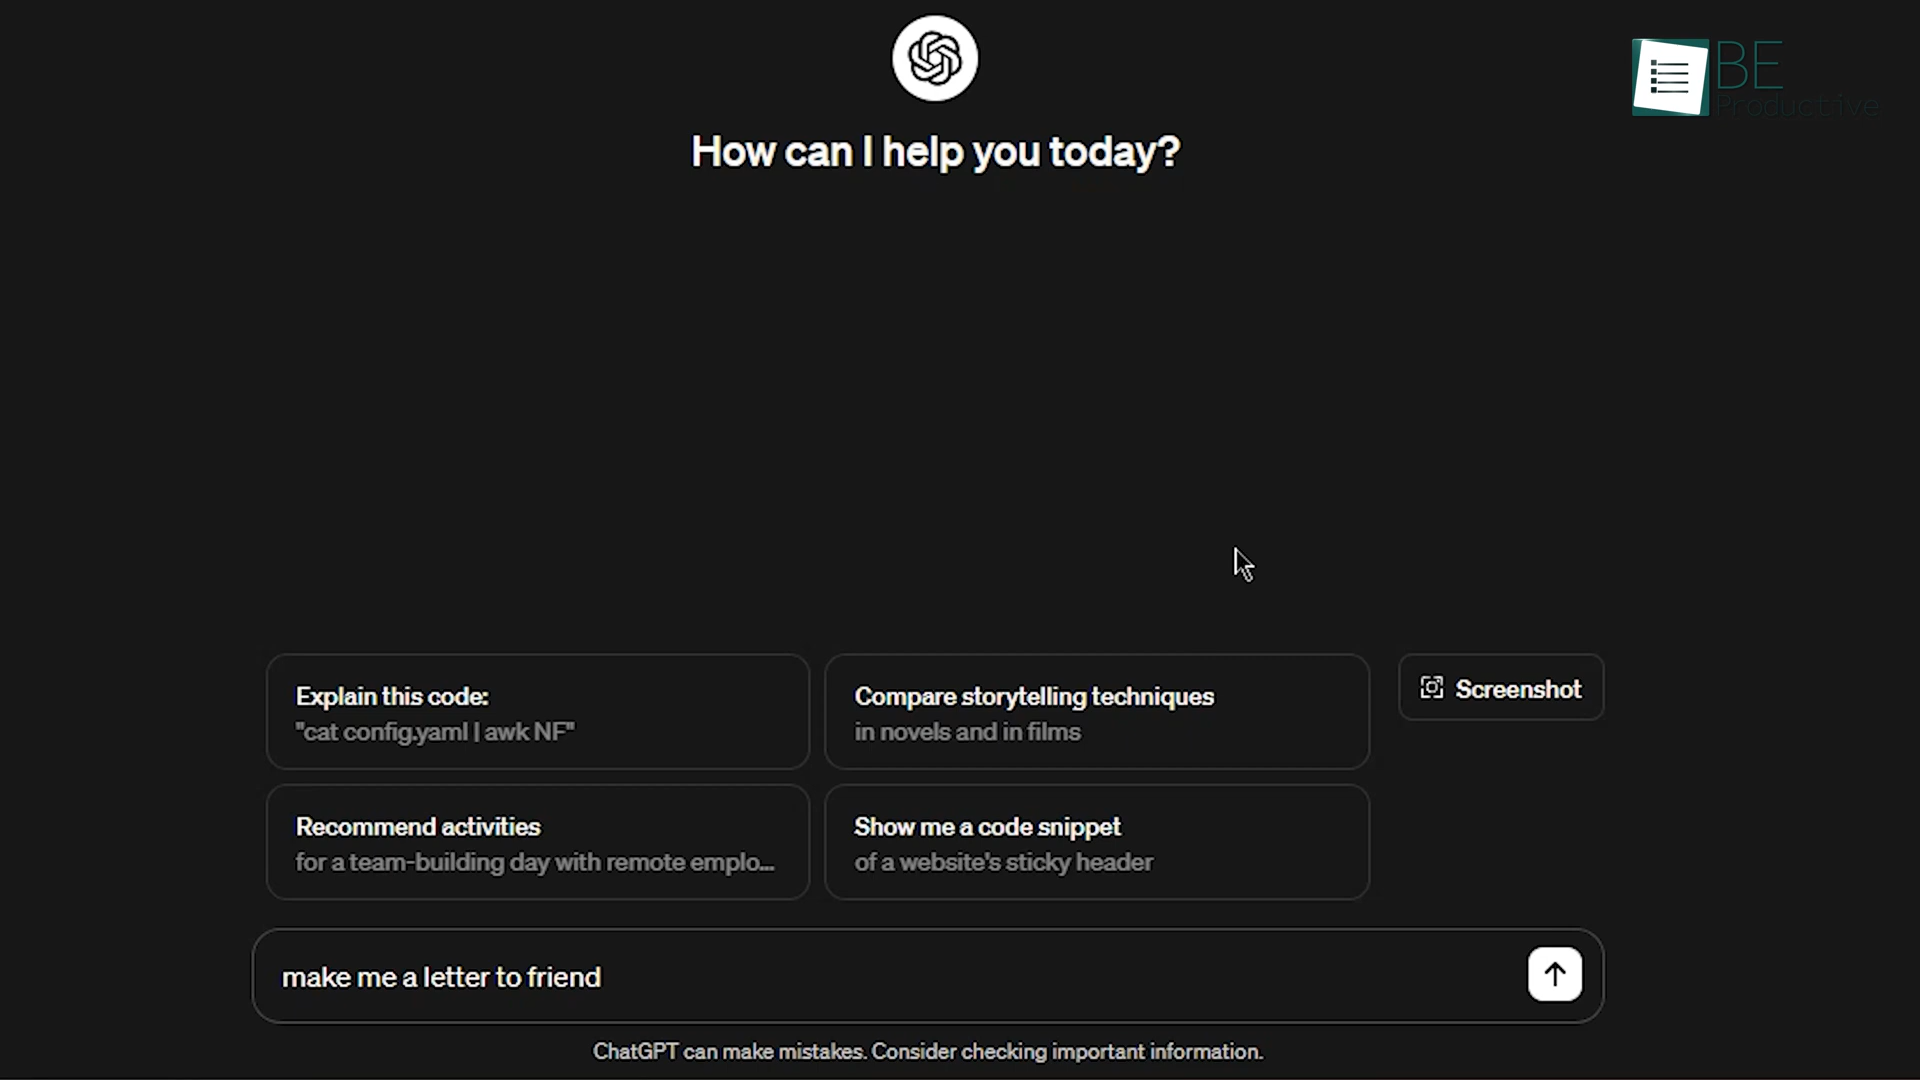 BE
Productive
How can I help you today?
Explain this code:
"cat config.yaml | awk NF"
Compare storytelling techniques
in novels and in films
Screenshot
Recommend activities
for a team-building day with remote emplo...
Show me a code snippet
of a website's sticky header
make me a letter to friend
ChatGPT can make mistakes. Consider checking important information.